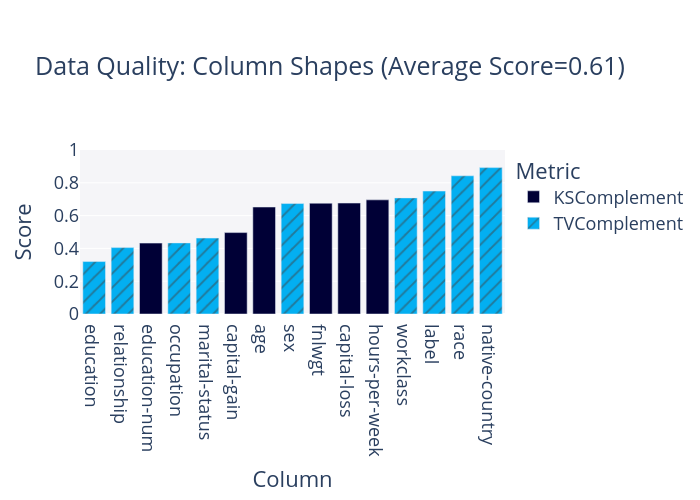 Data Quality: Column Shapes (Average Score=0.61)
Score
1
0.8
0.6
0.4
0.2
0
education
relationship
education-num
occupation
marital-status
capital-gain
age
sex
fnlwgt
capital-loss
hours-per-week
workclass
label
race
native-country
Column
Metric
KSComplement
TVComplement